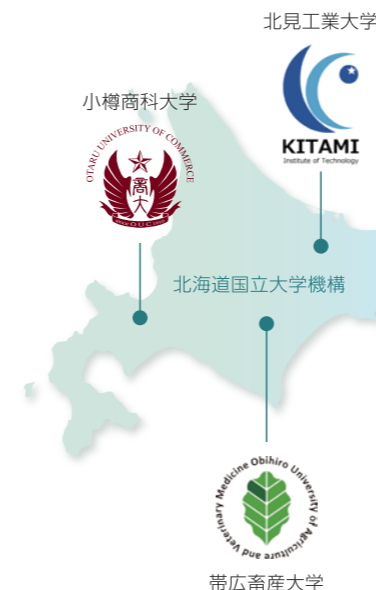 北見工業大学
小樽商科大学
KITAMI
Institute of Technology
OTARU UNIVERSITY OF COMMERCE
商大
北海道国立大学機構
Obihiro University of Agriculture and Veterinary Medicine
帯広畜産大学